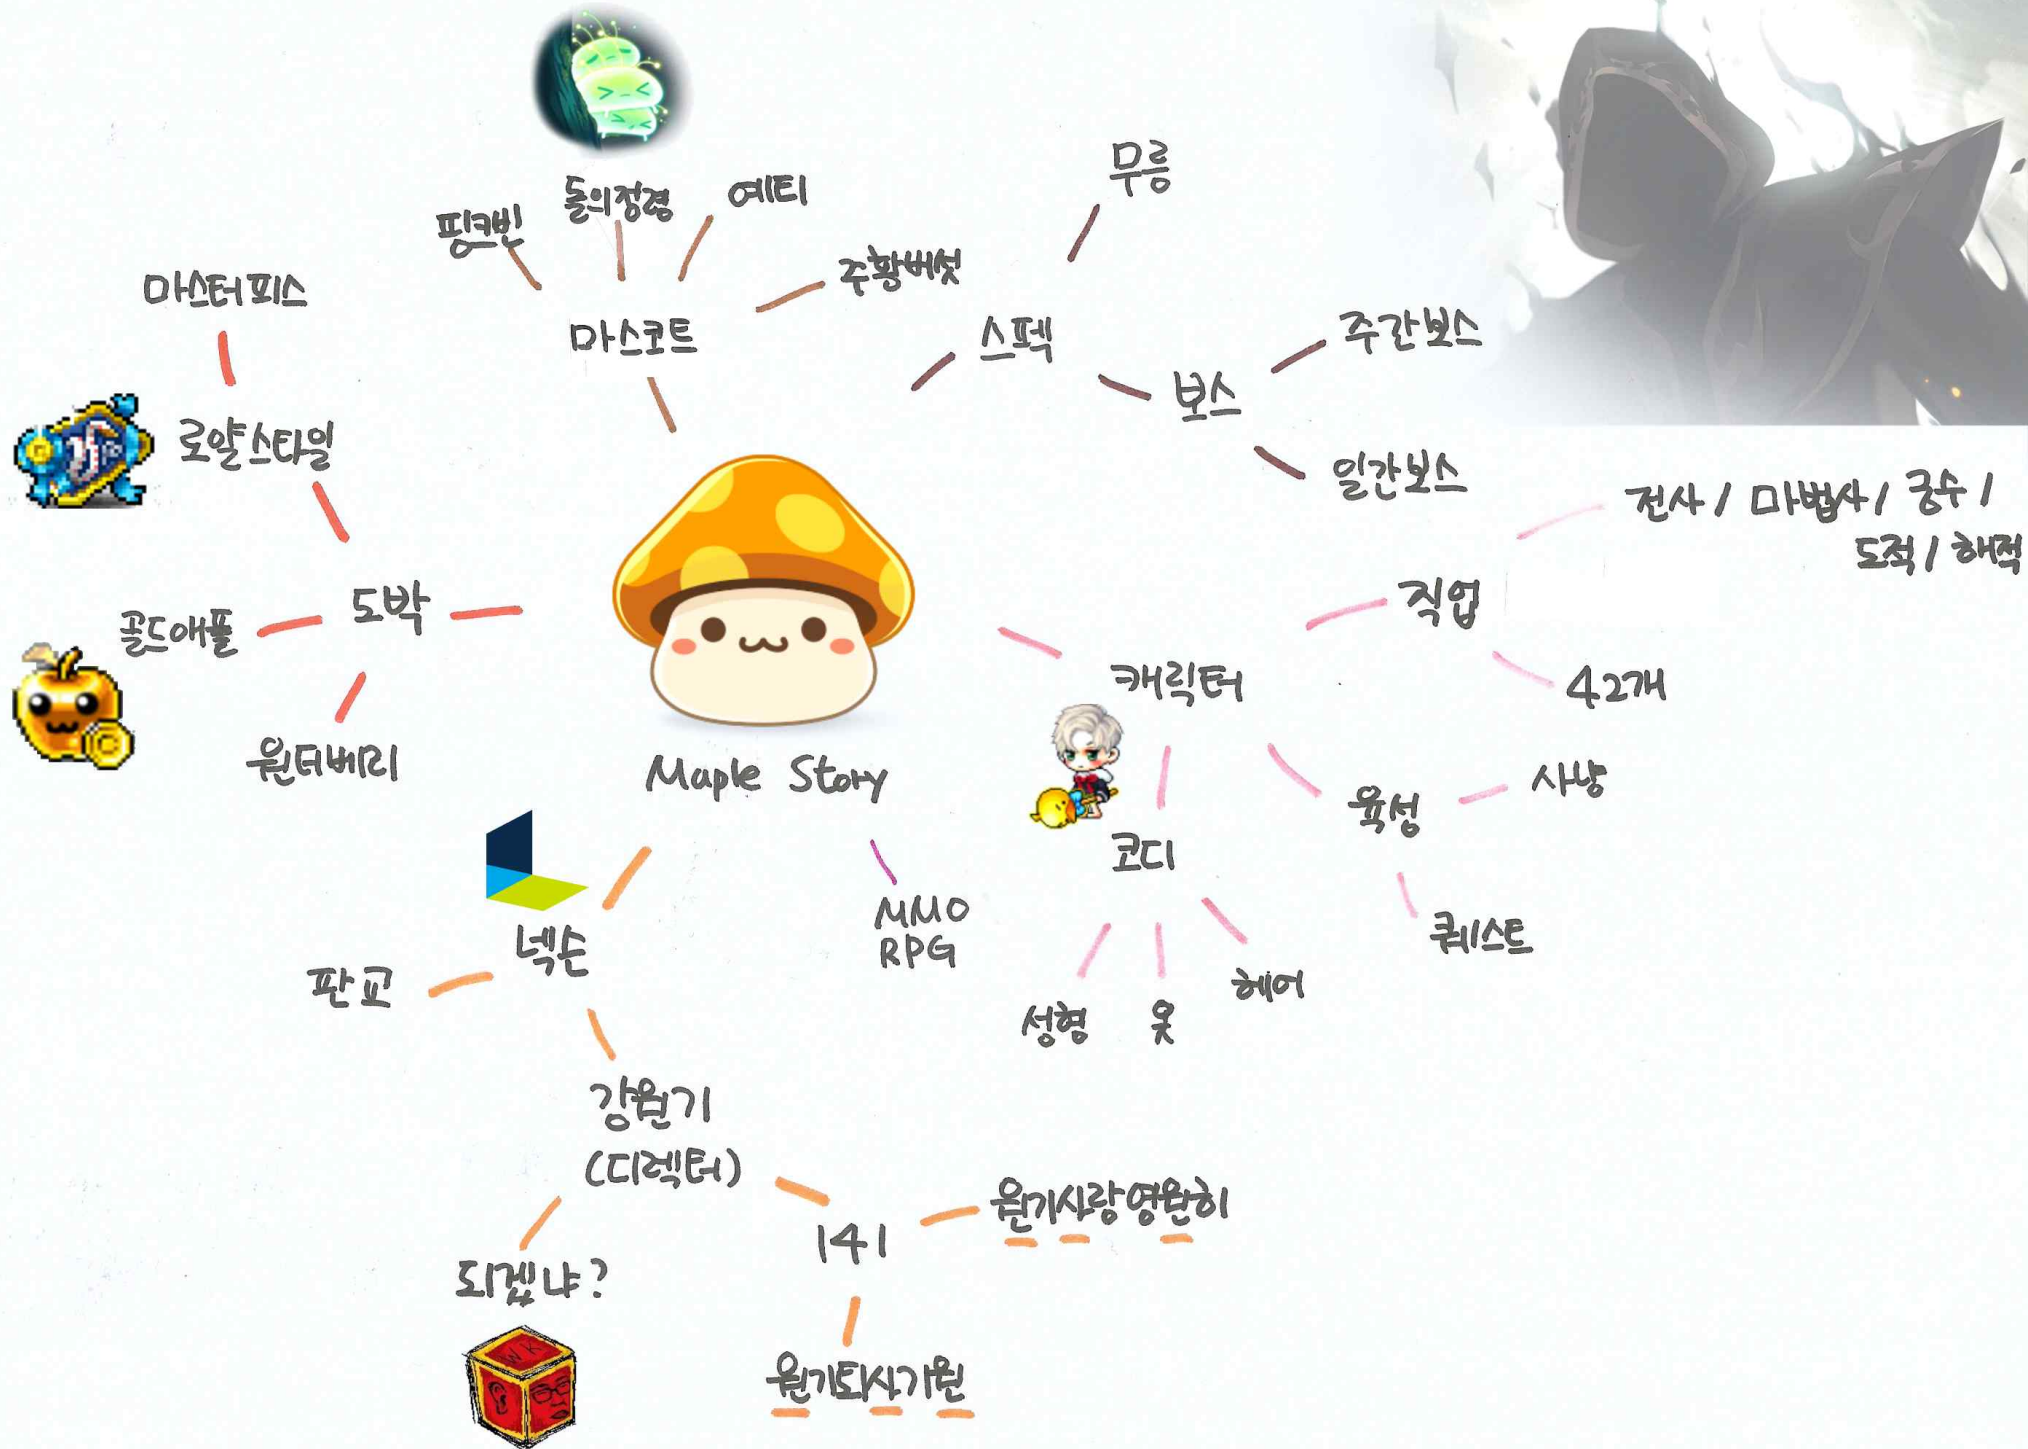 무릉
돌의정령
예티
핑크빈
주황버섯
마스터피스
마스코트
스펙
주간보스
보스
로얄스타일
일간보스
전사 / 마법사 / 궁수 /
도적 / 해적
직업
도박
골드애플
42개
캐릭터
윈터베리
Maple Story
사냥
육성
코디
MMO
RPG
넥슨
퀘스트
판교
헤어
성형
옷
강원기
(디렉터)
원기사랑영원히
141
되겠냐?
WK
원기퇴사기원